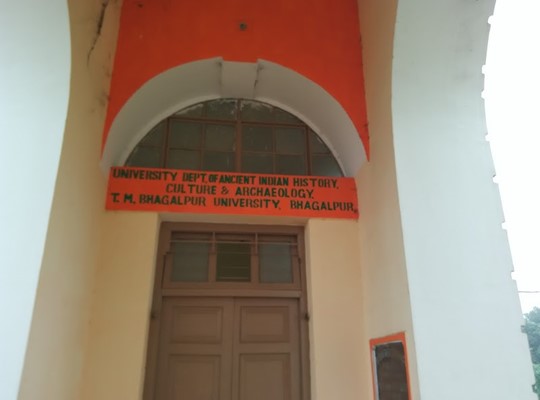 UNIVERSITY DEPT. OF ANCIENT INDIAN HISTORY,
CULTURE & ARCHAEOLOGY,
T. M. BHAGALPUR UNIVERSITY, BHAGALPUR.